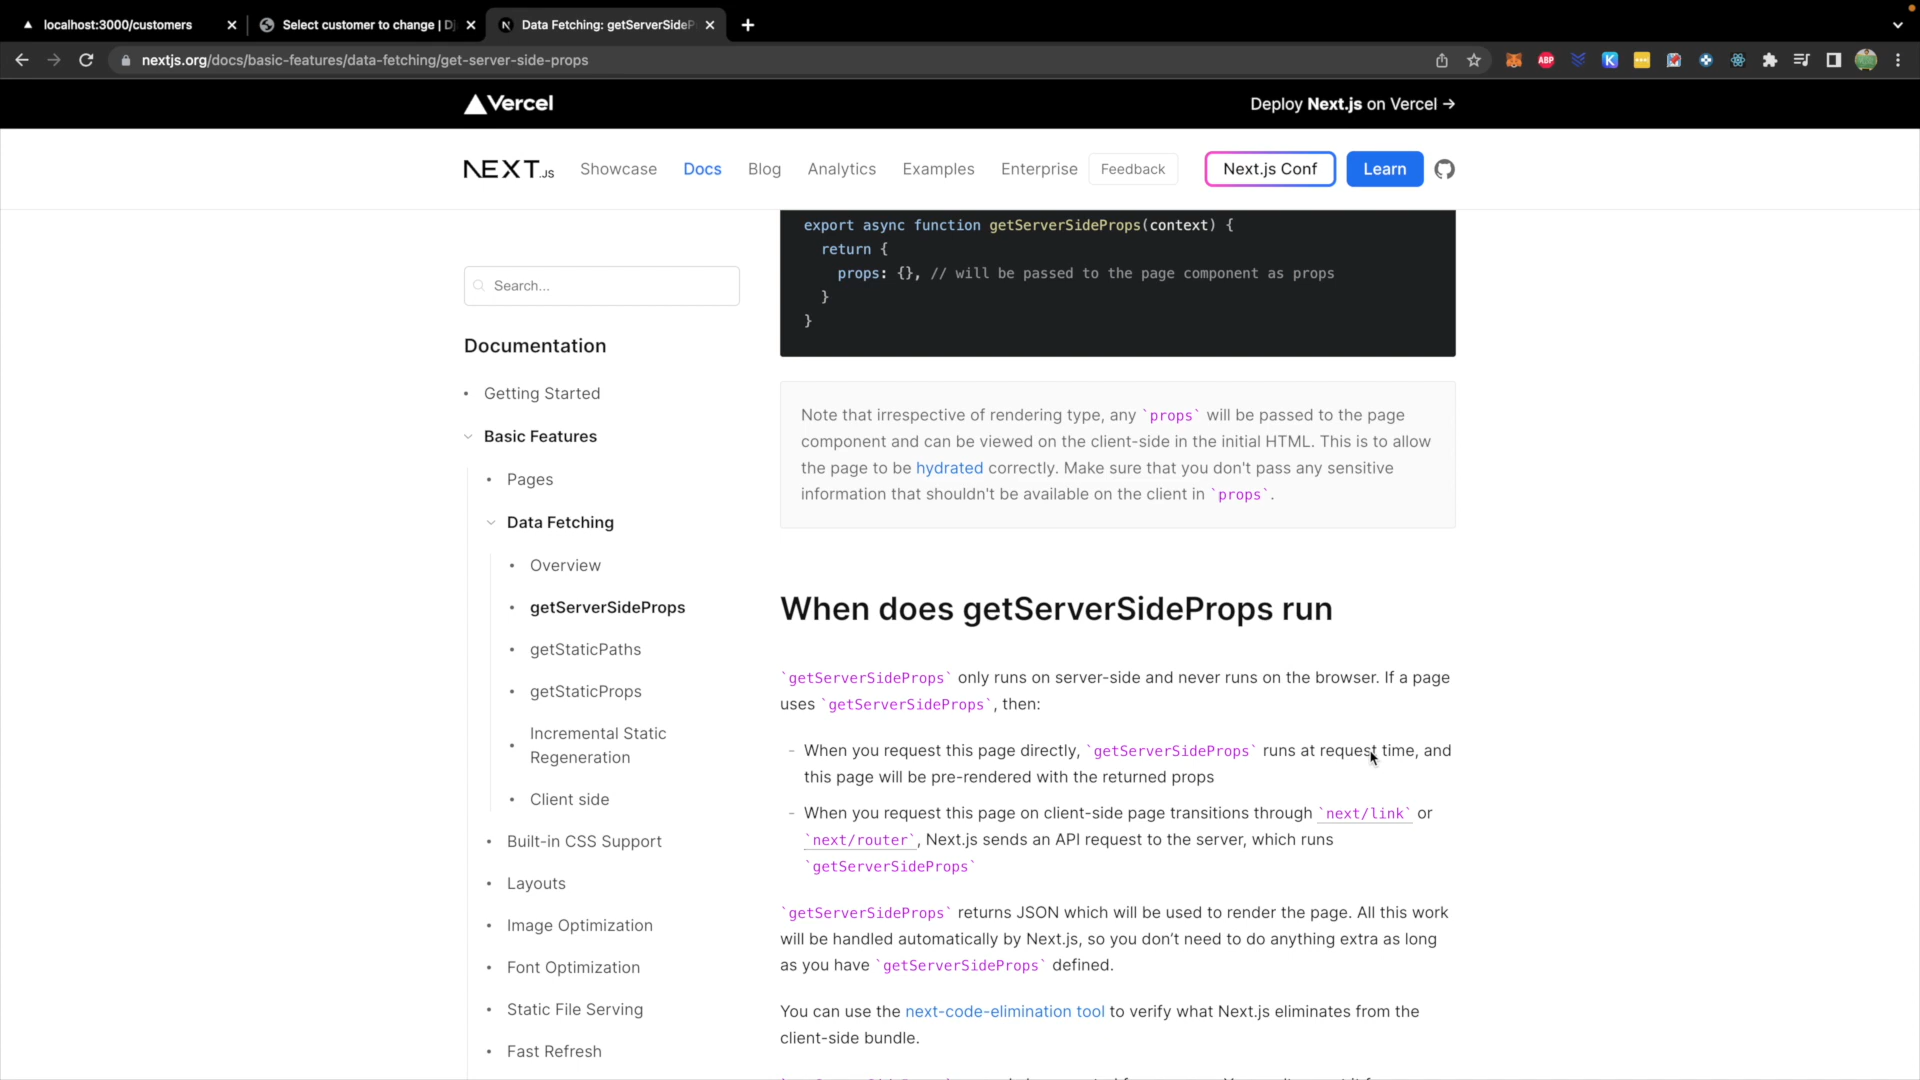 localhost:3000/customers
Select customer to change | Dj
Data Fetching: getServerSideP
nextjs.org/docs/basic-features/data-fetching/get-server-side-props
ABP
K
Vercel
Deploy Next.js on Vercel →
NEXT.JS
Showcase
Docs
Blog
Analytics
Examples
Enterprise
Feedback
Next.js Conf
Learn
Search...
Documentation
Getting Started
Basic Features
Pages
Data Fetching
Overview
getServerSideProps
getStaticPaths
getStaticProps
Incremental Static
Regeneration
Client side
Built-in CSS Support
Layouts
Image Optimization
Font Optimization
Static File Serving
Fast Refresh
export async function getServerSideProps(context) {
return {
props: {}, // will be passed to the page component as props
}
}
Note that irrespective of rendering type, any `props` will be passed to the page
component and can be viewed on the client-side in the initial HTML. This is to allow
the page to be hydrated correctly. Make sure that you don't pass any sensitive
information that shouldn't be available on the client in `props`.
When does getServerSideProps run
`getServerSideProps` only runs on server-side and never runs on the browser. If a page
uses `getServerSideProps`, then:
- When you request this page directly, `getServerSideProps` runs at request time, and
this page will be pre-rendered with the returned props
- When you request this page on client-side page transitions through `next/link` or
`next/router`, Next.js sends an API request to the server, which runs
`getServerSideProps`
`getServerSideProps` returns JSON which will be used to render the page. All this work
will be handled automatically by Next.js, so you don’t need to do anything extra as long
as you have `getServerSideProps` defined.
You can use the next-code-elimination tool to verify what Next.js eliminates from the
client-side bundle.